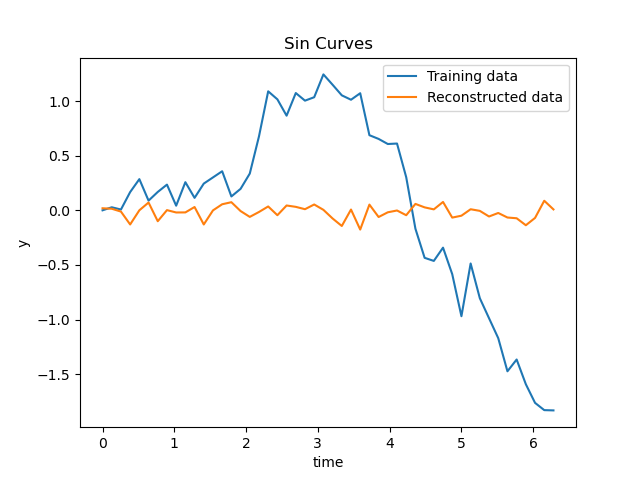 Sin Curves
Training data
Reconstructed data
1.0
0.5
0.0
−0.5
−1.0
−1.5
y
0 1 2 3 4 5 6
time